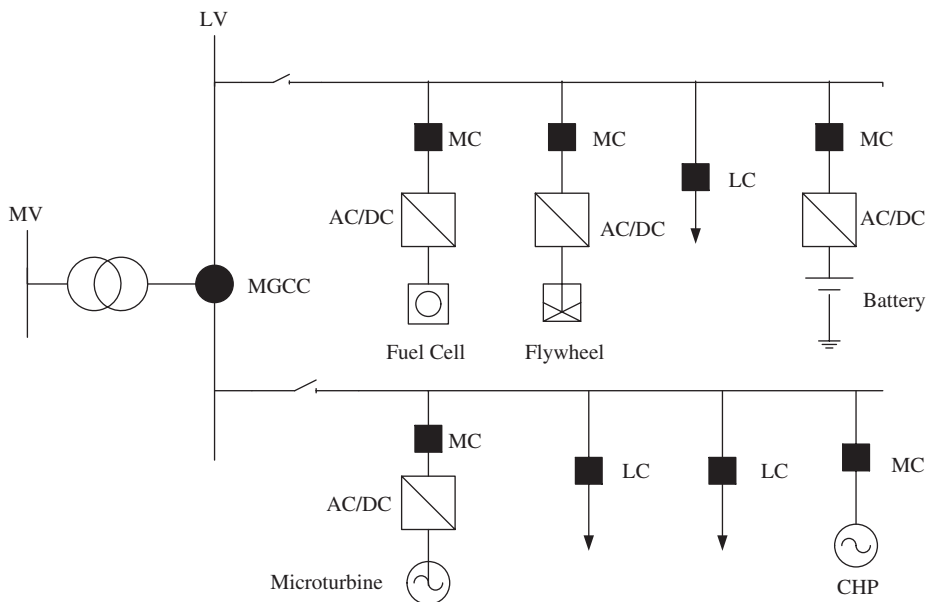 LV
MC
MC
LC
MC
MV
AC/DC
AC/DC
AC/DC
MGCC
Battery
Fuel Cell
Flywheel
MC
LC
LC
MC
AC/DC
Microturbine
CHP